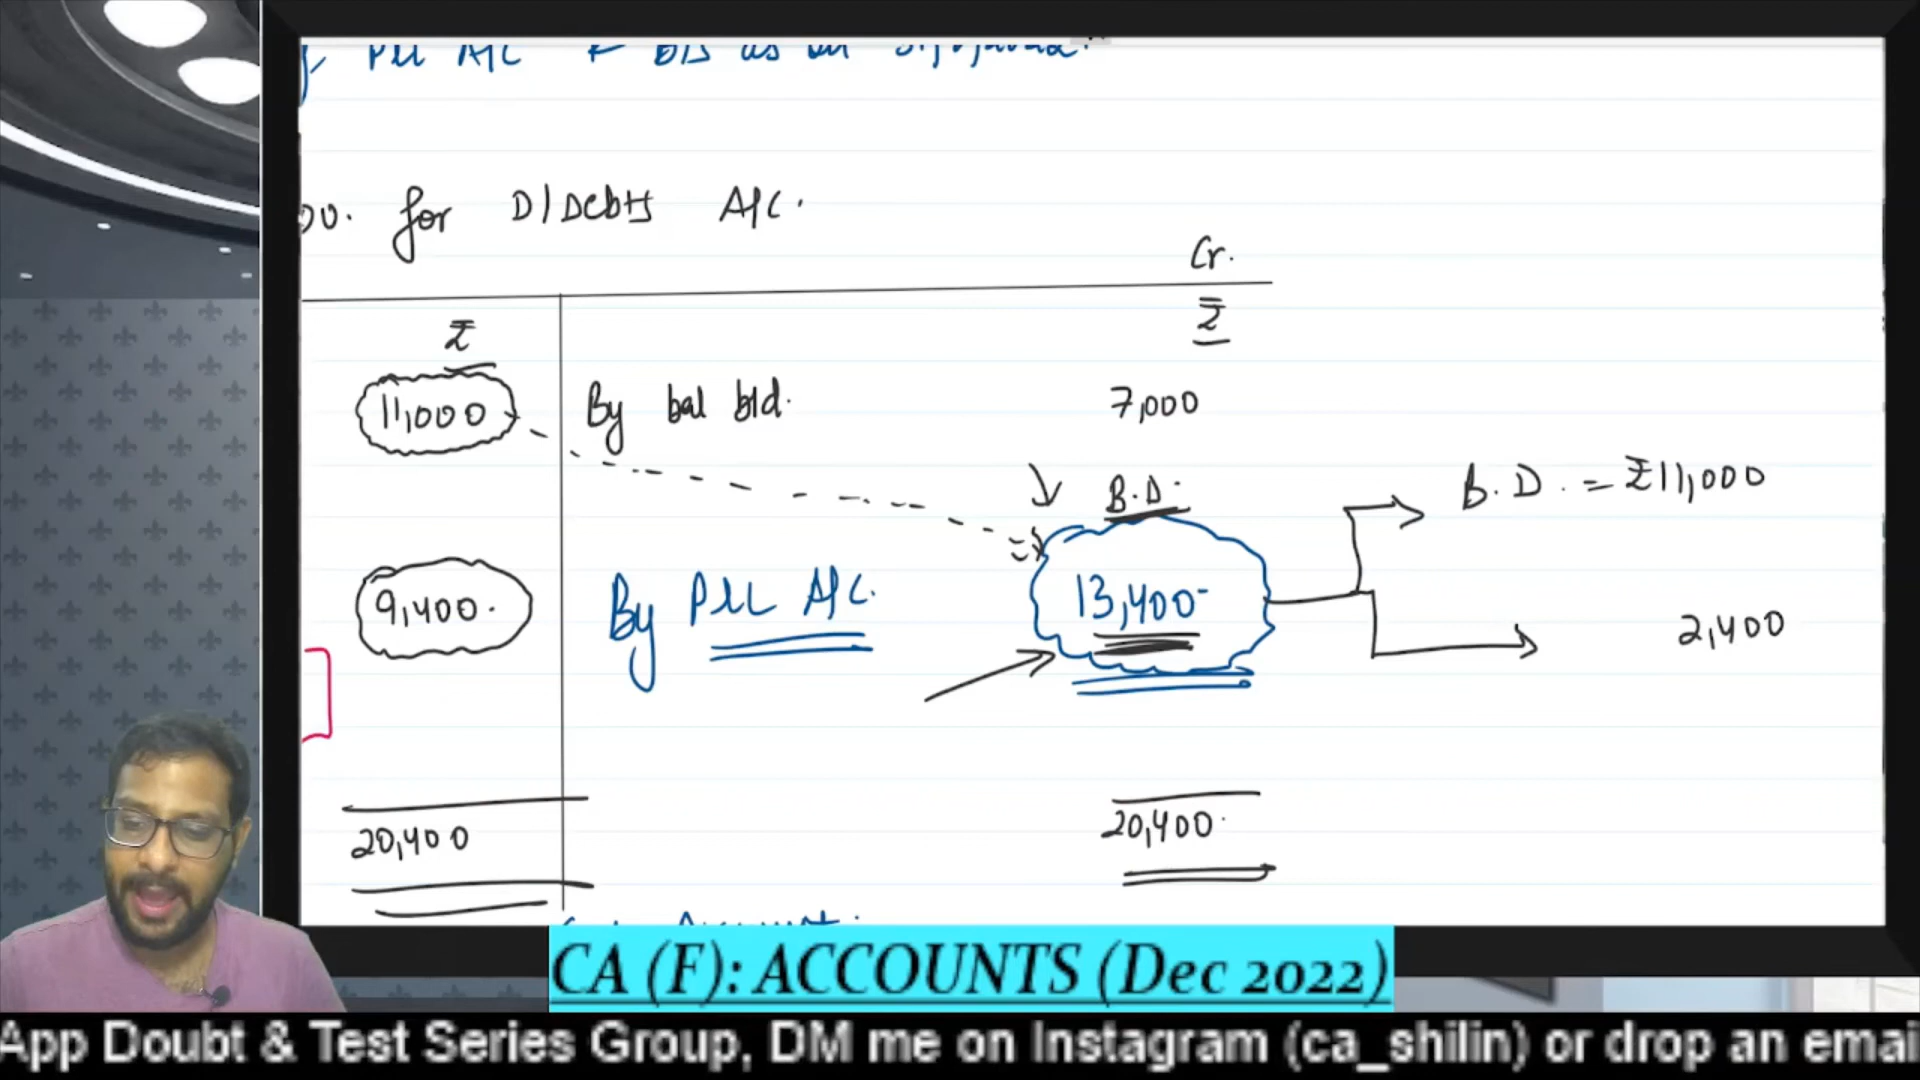 for D/Debts A/C.
Cr.
₹ ₹
11,000 By bal b/d. 7,000
B.D. B.D. = ₹11,000
9,400. By P&L A/C. 13,400 2,400
20,400 20,400
CA (F): ACCOUNTS (Dec 2022)
App Doubt & Test Series Group, DM me on Instagram (ca_shilin) or drop an emai